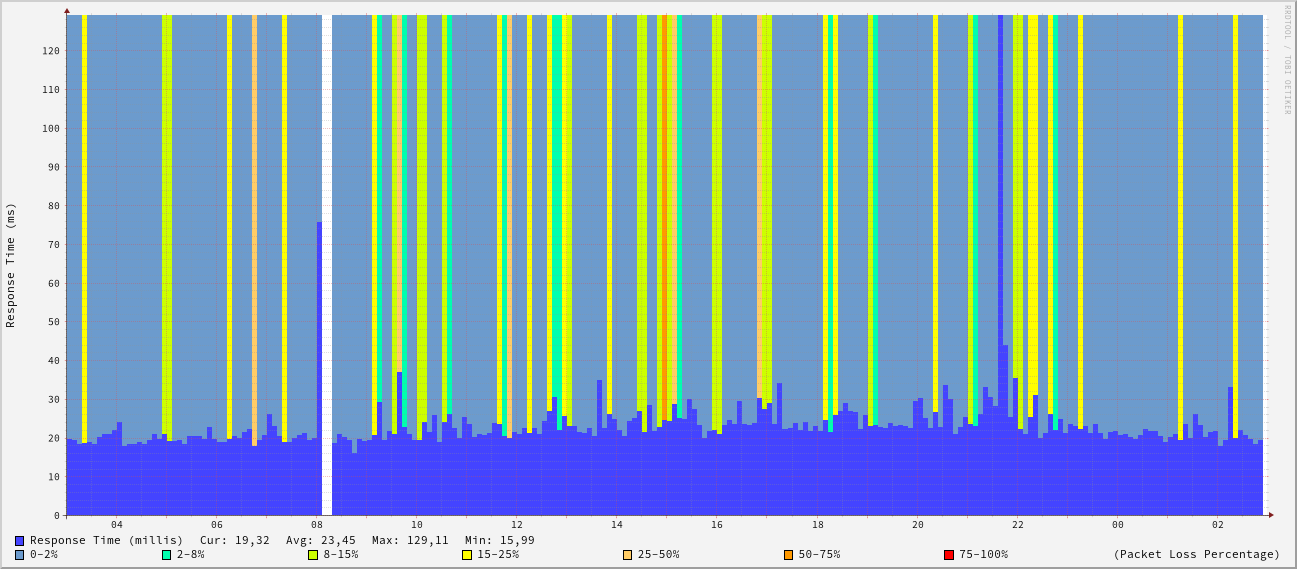 RRDTOOL / TOBI OETIKER
Response Time (ms)
120
110
100
90
80
70
60
50
40
30
20
10
0
04 06 08 10 12 14 16 18 20 22 00 02
Response Time (millis) Cur: 19,32 Avg: 23,45 Max: 129,11 Min: 15,99
0-2% 2-8% 8-15% 15-25% 25-50% 50-75% 75-100% (Packet Loss Percentage)